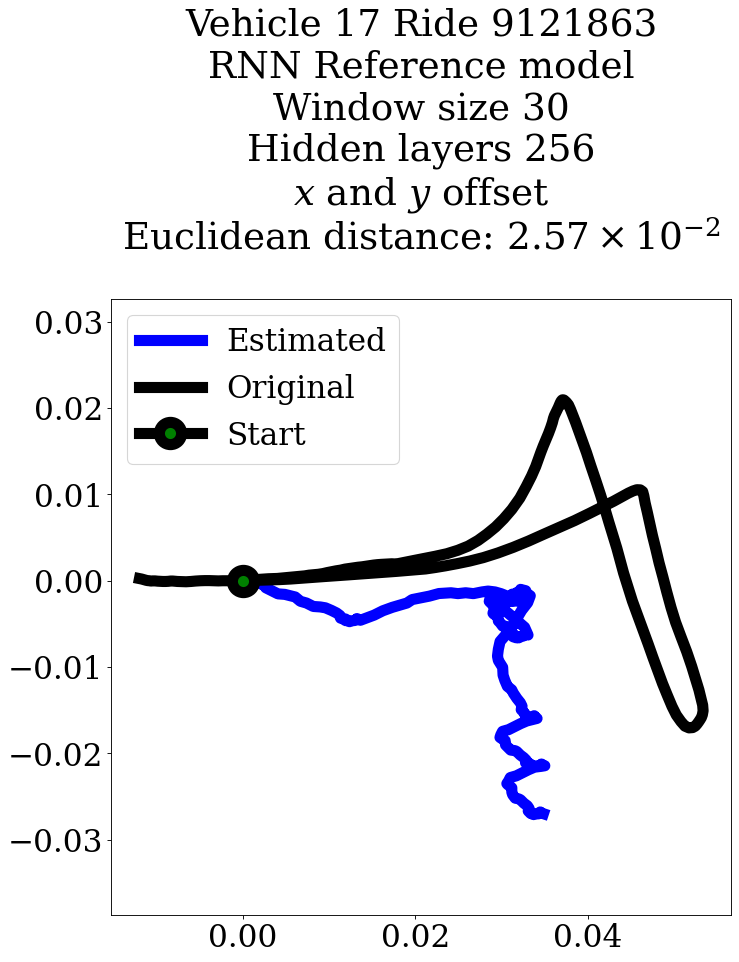 Vehicle 17 Ride 9121863
RNN Reference model
Window size 30
Hidden layers 256
x and y offset
Euclidean distance: 2.57 × 10⁻²
Estimated
Original
Start
0.03
0.02
0.01
0.00
−0.01
−0.02
−0.03
0.00 0.02 0.04